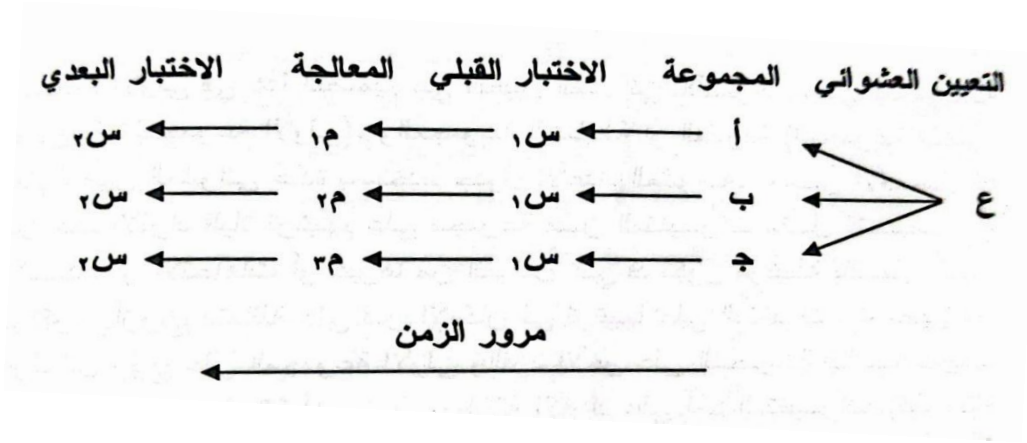 التعيين العشوائي المجموعة الاختبار القبلي المعالجة الاختبار البعدي
أ س١ م١ س٢
ع ب س١ م٢ س٢
ج س١ م٣ س٢
مرور الزمن